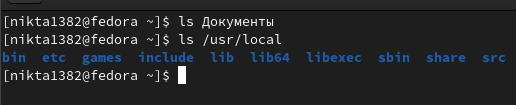 [nikta1382@fedora ~]$ ls Документы
[nikta1382@fedora ~]$ ls /usr/local
bin etc games include lib lib64 libexec sbin share src
[nikta1382@fedora ~]$